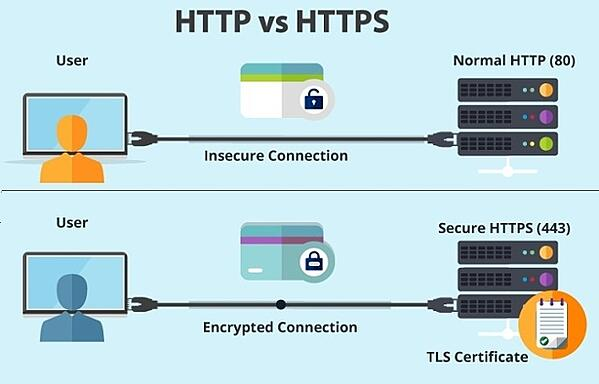 HTTP vs HTTPS
User
Normal HTTP (80)
Insecure Connection
User
Secure HTTPS (443)
Encrypted Connection
TLS Certificate